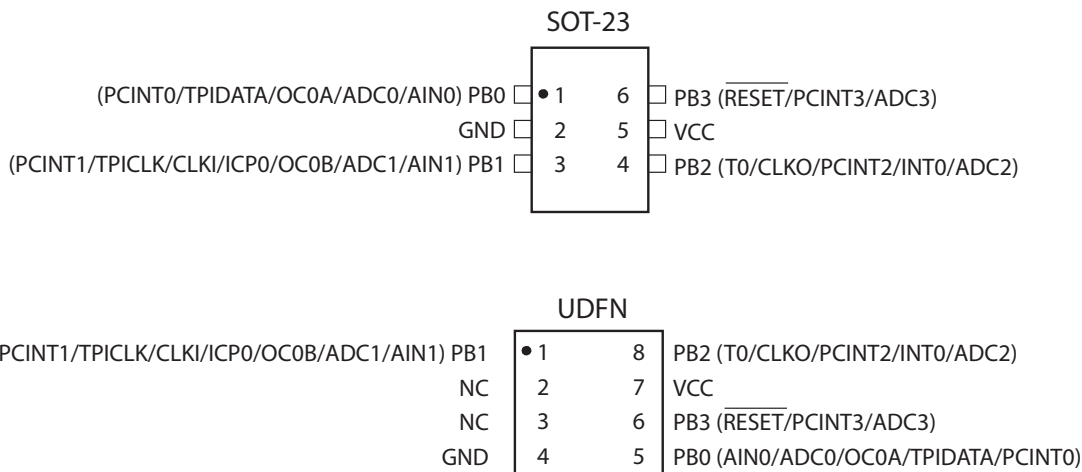 SOT-23
(PCINT0/TPIDATA/OC0A/ADC0/AIN0) PB0 1 6 PB3 (RESET/PCINT3/ADC3)
GND 2 5 VCC
(PCINT1/TPICLK/CLKI/ICP0/OC0B/ADC1/AIN1) PB1 3 4 PB2 (T0/CLKO/PCINT2/INT0/ADC2)
UDFN
PCINT1/TPICLK/CLKI/ICP0/OC0B/ADC1/AIN1) PB1 1 8 PB2 (T0/CLKO/PCINT2/INT0/ADC2)
NC 2 7 VCC
NC 3 6 PB3 (RESET/PCINT3/ADC3)
GND 4 5 PB0 (AIN0/ADC0/OC0A/TPIDATA/PCINT0)